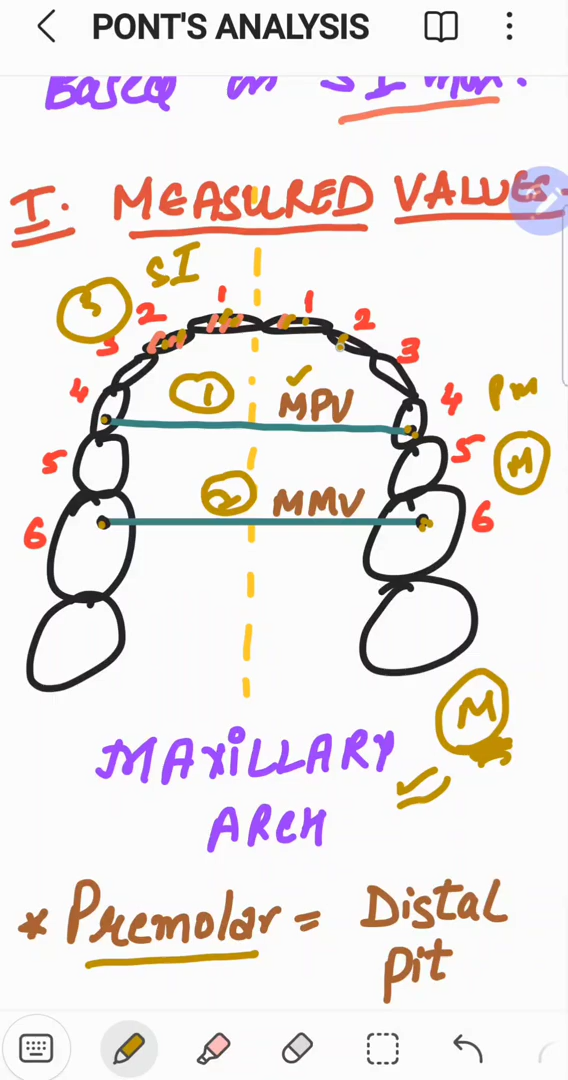 PONT'S ANALYSIS
Based on SI max.
I. MEASURED VALUES
SI
3
2 1 1 2
3 3
4 1 MPV 4 PM
5 5 M
2 MMV
6 6
M
MAXILLARY
ARCH
* Premolar = Distal
pit